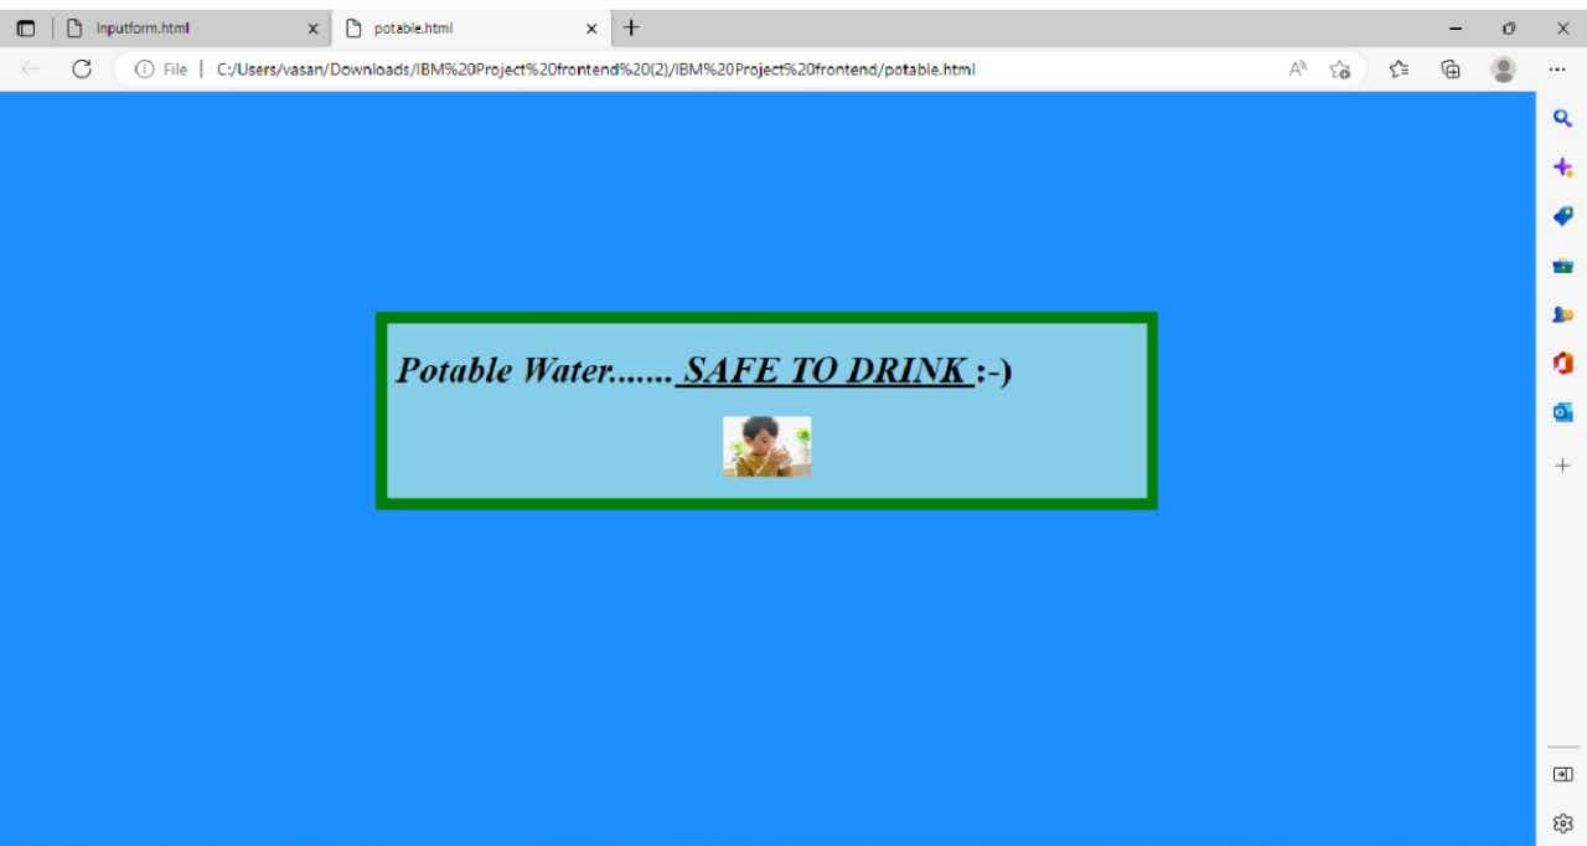 Inputform.html
potable.html
File | C:/Users/vasan/Downloads/IBM%20Project%20frontend%20(2)/IBM%20Project%20frontend/potable.html
Potable Water....... SAFE TO DRINK :-)